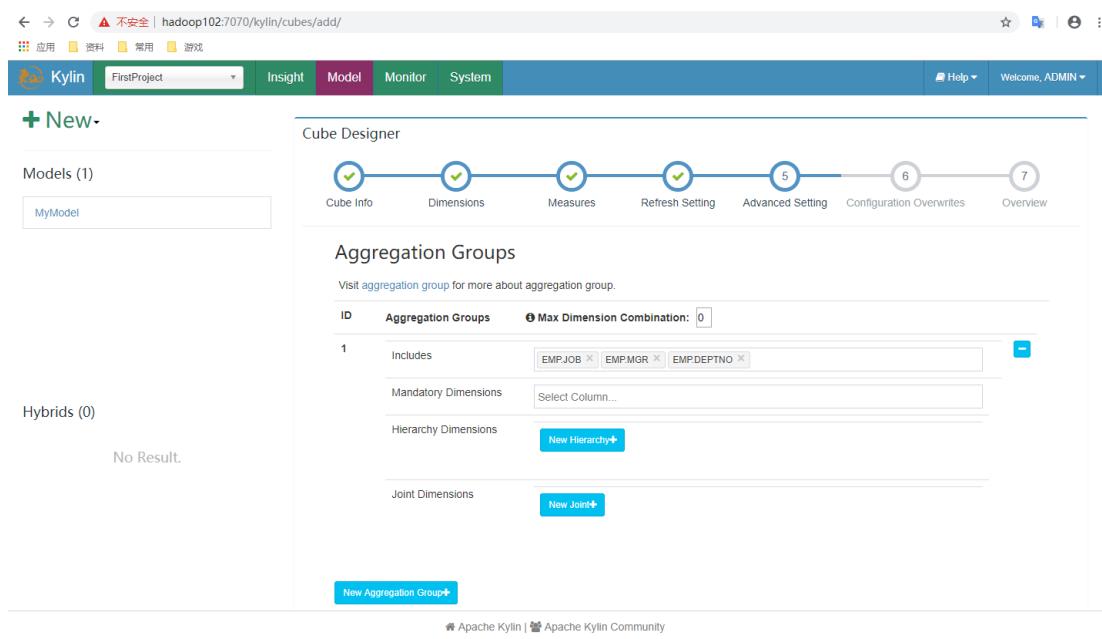 不安全 | hadoop102:7070/kylin/cubes/add/
应用 资料 常用 游戏
Kylin FirstProject Insight Model Monitor System Help Welcome, ADMIN
New
Cube Designer
Models (1)
MyModel
5 6 7
Cube Info Dimensions Measures Refresh Setting Advanced Setting Configuration Overwrites Overview
Aggregation Groups
Visit aggregation group for more about aggregation group.
ID Aggregation Groups Max Dimension Combination: 0
1 Includes EMP.JOB × EMP.MGR × EMP.DEPTNO ×
Mandatory Dimensions Select Column...
Hybrids (0)
Hierarchy Dimensions
New Hierarchy+
No Result.
Joint Dimensions
New Joint+
New Aggregation Group+
Apache Kylin | Apache Kylin Community